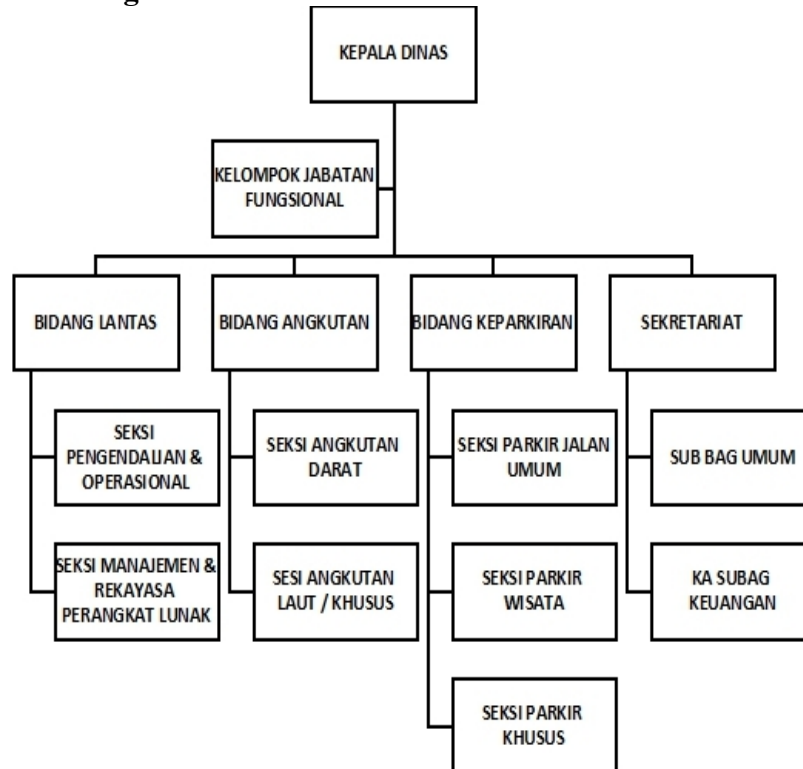 KEPALA DINAS
KELOMPOK JABATAN
FUNGSIONAL
BIDANG LANTAS
BIDANG ANGKUTAN
BIDANG KEPARKIRAN
SEKRETARIAT
SEKSI
PENGENDALIAN &
OPERASIONAL
SEKSI ANGKUTAN
DARAT
SEKSI PARKIR JALAN
UMUM
SUB BAG UMUM
SEKSI MANAJEMEN &
REKAYASA
PERANGKAT LUNAK
SESI ANGKUTAN
LAUT / KHUSUS
SEKSI PARKIR
WISATA
KA SUBAG
KEUANGAN
SEKSI PARKIR
KHUSUS